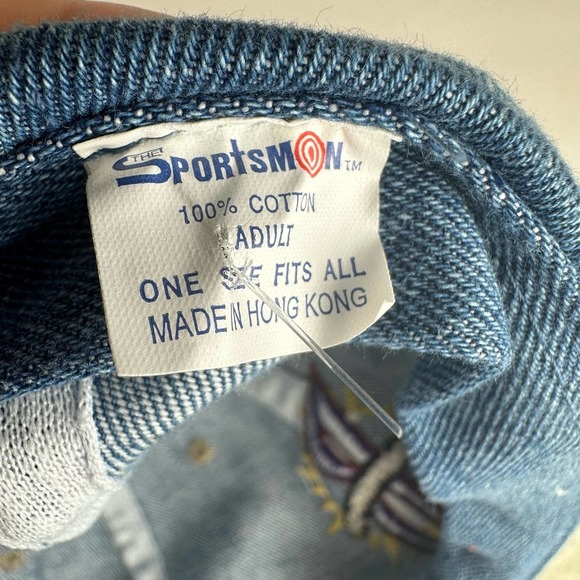 THE
SPORTSMAN TM
100% COTTON
ADULT
ONE SIZE FITS ALL
MADE IN HONG KONG